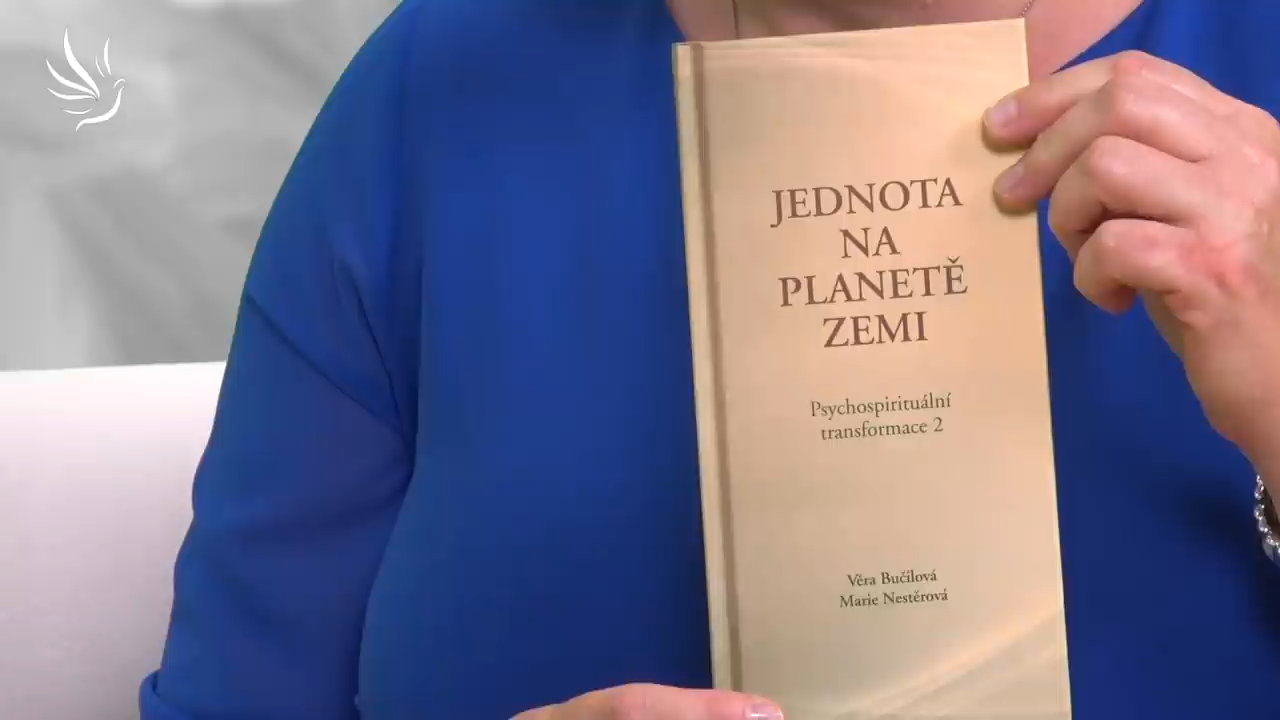 JEDNOTA
NA
PLANETĚ
ZEMI
Psychospirituální
transformace 2
Věra Bučilová
Marie Nestěrová